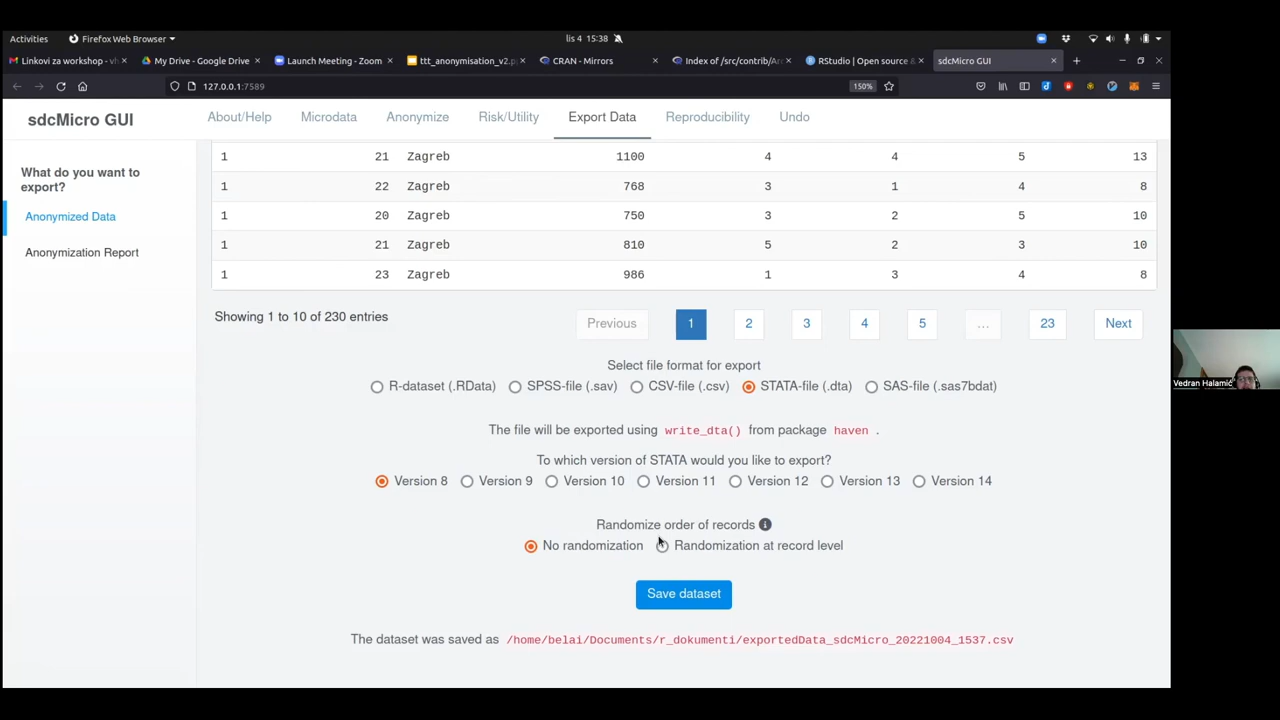 Activities Firefox Web Browser lis 4 15:38
Linkovi za workshop - vh My Drive - Google Drive Launch Meeting - Zoom ttt_anonymisation_v2.p CRAN - Mirrors Index of /src/contrib/Arc RStudio | Open source & sdcMicro GUI
127.0.0.1:7589 150%
sdcMicro GUI About/Help Microdata Anonymize Risk/Utility Export Data Reproducibility Undo
What do you want to
export?
Anonymized Data
Anonymization Report
1 21 Zagreb 1100 4 4 5 13
1 22 Zagreb 768 3 1 4 8
1 20 Zagreb 750 3 2 5 10
1 21 Zagreb 810 5 2 3 10
1 23 Zagreb 986 1 3 4 8
Showing 1 to 10 of 230 entries Previous 1 2 3 4 5 … 23 Next
Select file format for export
R-dataset (.RData) SPSS-file (.sav) CSV-file (.csv) STATA-file (.dta) SAS-file (.sas7bdat)
The file will be exported using write_dta() from package haven .
To which version of STATA would you like to export?
Version 8 Version 9 Version 10 Version 11 Version 12 Version 13 Version 14
Randomize order of records
No randomization Randomization at record level
Save dataset
The dataset was saved as /home/belai/Documents/r_dokumenti/exportedData_sdcMicro_20221004_1537.csv
Vedran Halamić